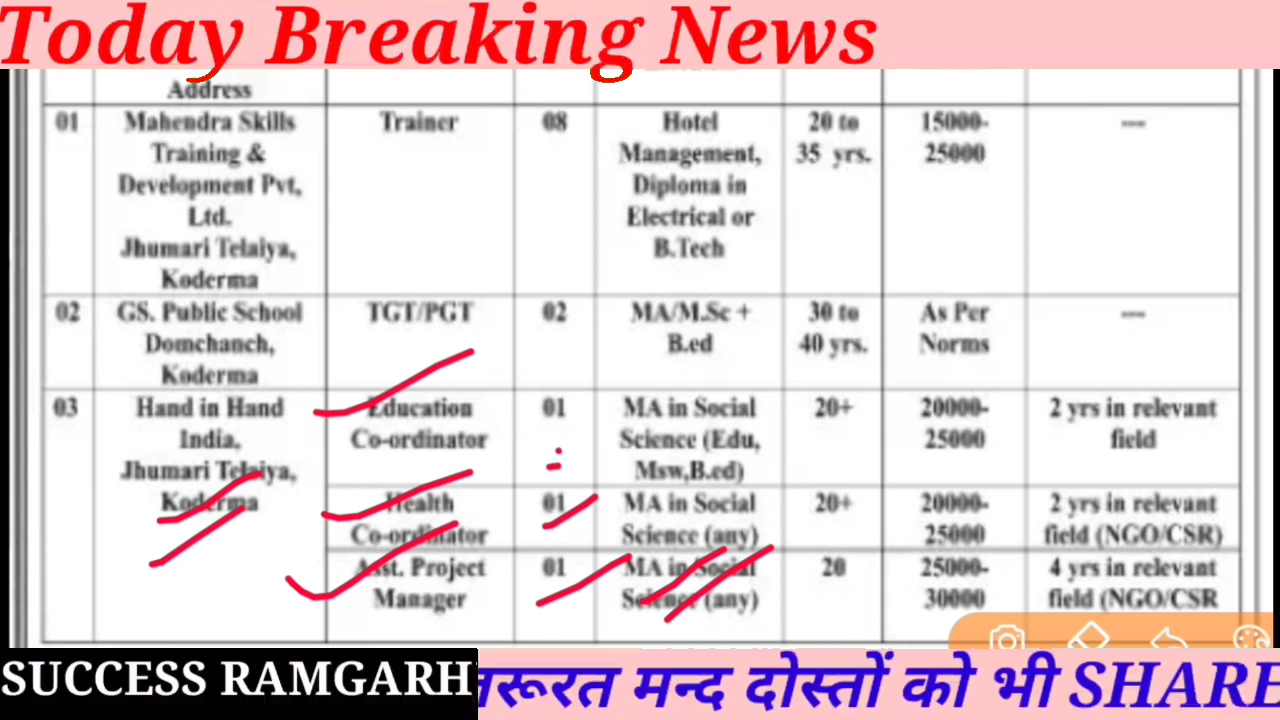 Today Breaking News
Address
01 Mahendra Skills Trainer 08 Hotel 20 to 15000- ---
Training & Management, 35 yrs. 25000
Development Pvt, Diploma in
Ltd. Electrical or
Jhumari Telaiya, B.Tech
Koderma
02 GS. Public School TGT/PGT 02 MA/M.Sc + 30 to As Per ---
Domchanch, B.ed 40 yrs. Norms
Koderma
03 Hand in Hand Education 01 MA in Social 20+ 20000- 2 yrs in relevant
India, Co-ordinator Science (Edu, 25000 field
Jhumari Telaiya, Msw,B.ed)
Koderma Health 01 MA in Social 20+ 20000- 2 yrs in relevant
Co-ordinator Science (any) 25000 field (NGO/CSR)
Asst. Project 01 MA in Social 20 25000- 4 yrs in relevant
Manager Science (any) 30000 field (NGO/CSR
SUCCESS RAMGARH मन्द दोस्तों को भी SHARE